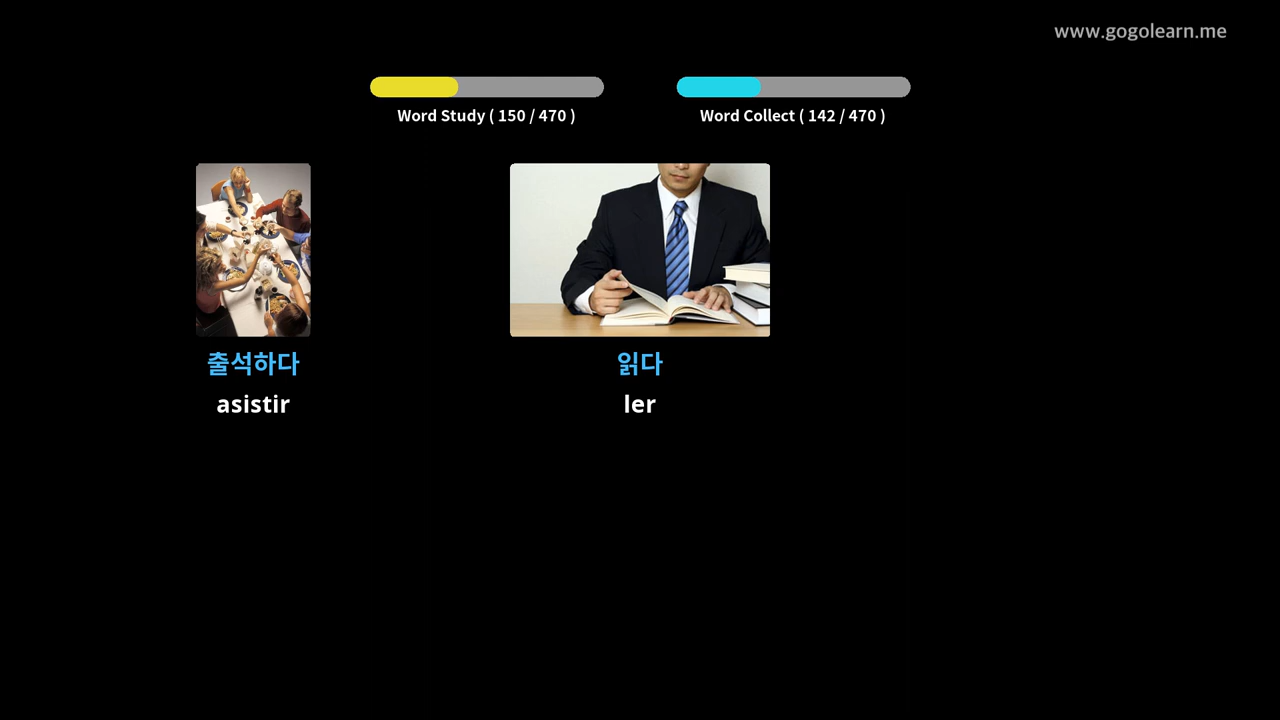 www.gogolearn.me
Word Study ( 150 / 470 )
Word Collect ( 142 / 470 )
출석하다
asistir
읽다
ler